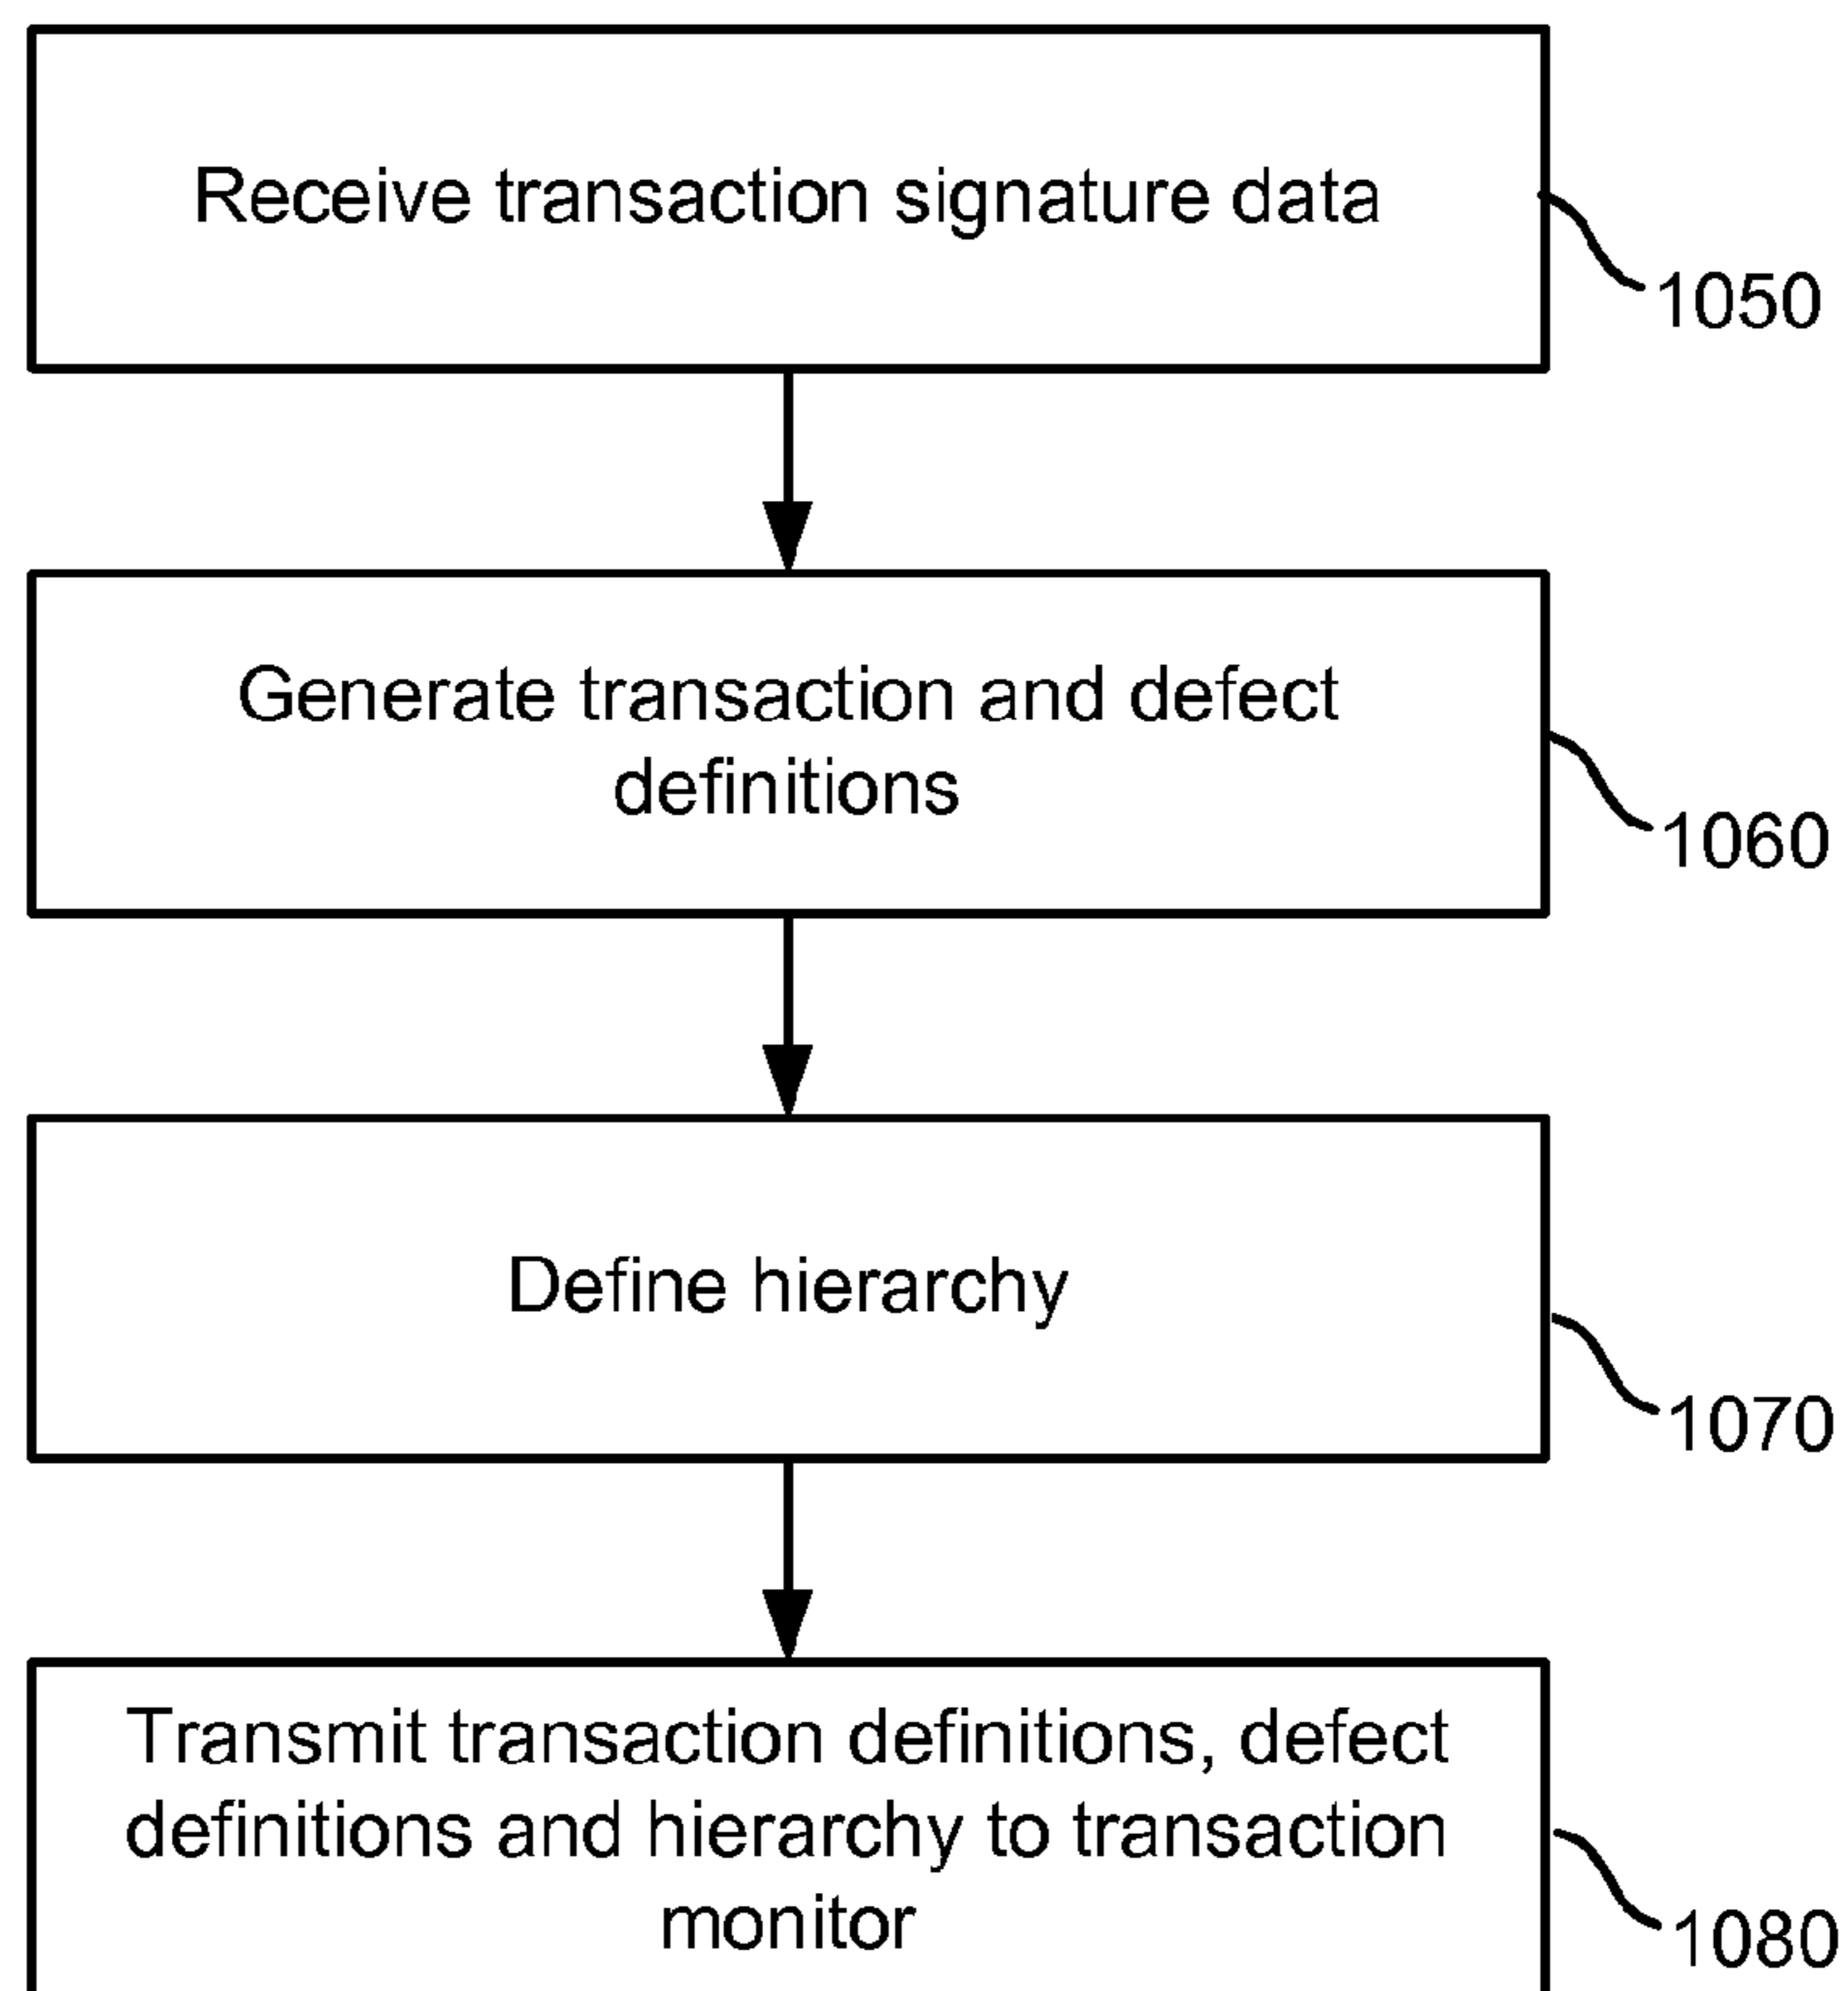 Receive transaction signature data
1050
Generate transaction and defect
definitions
1060
Define hierarchy
1070
Transmit transaction definitions, defect
definitions and hierarchy to transaction
monitor
1080